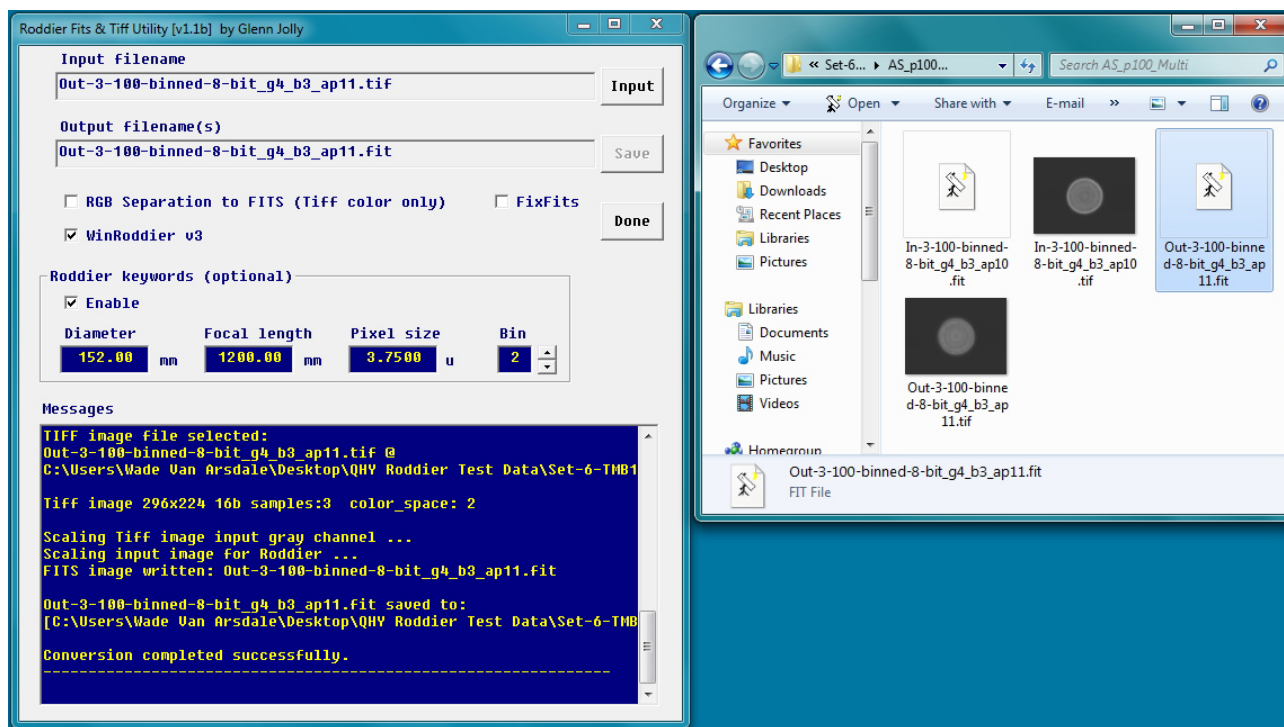 Roddier Fits & Tiff Utility [v1.1b] by Glenn Jolly
Input filename
Out-3-100-binned-8-bit_g4_b3_ap11.tif
Input
Output filename(s)
Out-3-100-binned-8-bit_g4_b3_ap11.fit
Save
RGB Separation to FITS (Tiff color only)
FixFits
WinRoddier v3
Done
Roddier keywords (optional)
Enable
Diameter Focal length Pixel size Bin
152.00 mm 1200.00 mm 3.7500 u 2
Messages
TIFF image file selected:
Out-3-100-binned-8-bit_g4_b3_ap11.tif @
C:\Users\Wade Van Arsdale\Desktop\QHY Roddier Test Data\Set-6-TMB1
Tiff image 296x224 16b samples:3 color_space: 2
Scaling Tiff image input gray channel ...
Scaling input image for Roddier ...
FITS image written: Out-3-100-binned-8-bit_g4_b3_ap11.fit
Out-3-100-binned-8-bit_g4_b3_ap11.fit saved to:
[C:\Users\Wade Van Arsdale\Desktop\QHY Roddier Test Data\Set-6-TMB
Conversion completed successfully.
------------------------------------------------------------------
« Set-6... ▸ AS_p100...
Search AS_p100_Multi
Organize Open Share with E-mail »
Favorites
Desktop
Downloads
Recent Places
Libraries
Pictures
Libraries
Documents
Music
Pictures
Videos
Homegroup
In-3-100-binned-
8-bit_g4_b3_ap10
.fit
In-3-100-binned-
8-bit_g4_b3_ap10
.tif
Out-3-100-binne
d-8-bit_g4_b3_ap
11.fit
Out-3-100-binne
d-8-bit_g4_b3_ap
11.tif
Out-3-100-binned-8-bit_g4_b3_ap11.fit
FIT File